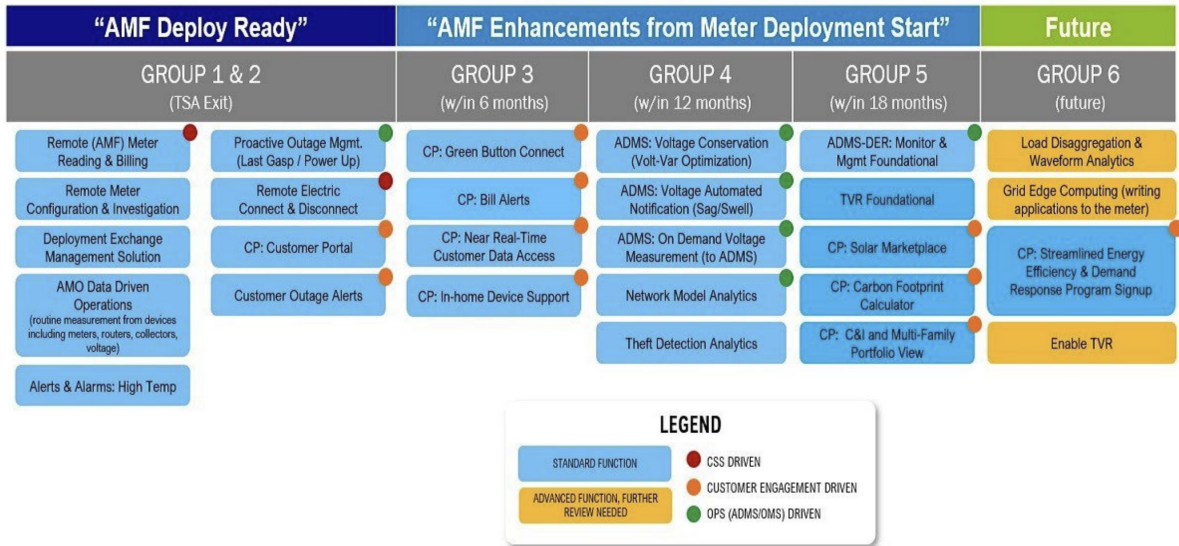 “AMF Deploy Ready”
“AMF Enhancements from Meter Deployment Start”
Future
GROUP 1 & 2
(TSA Exit)
GROUP 3
(w/in 6 months)
GROUP 4
(w/in 12 months)
GROUP 5
(w/in 18 months)
GROUP 6
(future)
Remote (AMF) Meter
Reading & Billing
Remote Meter
Configuration & Investigation
Deployment Exchange
Management Solution
AMO Data Driven
Operations
(routine measurement from devices
including meters, routers, collectors,
voltage)
Alerts & Alarms: High Temp
Proactive Outage Mgmt.
(Last Gasp / Power Up)
Remote Electric
Connect & Disconnect
CP: Customer Portal
Customer Outage Alerts
CP: Green Button Connect
CP: Bill Alerts
CP: Near Real-Time
Customer Data Access
CP: In-home Device Support
ADMS: Voltage Conservation
(Volt-Var Optimization)
ADMS: Voltage Automated
Notification (Sag/Swell)
ADMS: On Demand Voltage
Measurement (to ADMS)
Network Model Analytics
Theft Detection Analytics
ADMS-DER: Monitor &
Mgmt Foundational
TVR Foundational
CP: Solar Marketplace
CP: Carbon Footprint
Calculator
CP: C&I and Multi-Family
Portfolio View
Load Disaggregation &
Waveform Analytics
Grid Edge Computing (writing
applications to the meter)
CP: Streamlined Energy
Efficiency & Demand
Response Program Signup
Enable TVR
LEGEND
STANDARD FUNCTION
ADVANCED FUNCTION, FURTHER
REVIEW NEEDED
CSS DRIVEN
CUSTOMER ENGAGEMENT DRIVEN
OPS (ADMS/OMS) DRIVEN